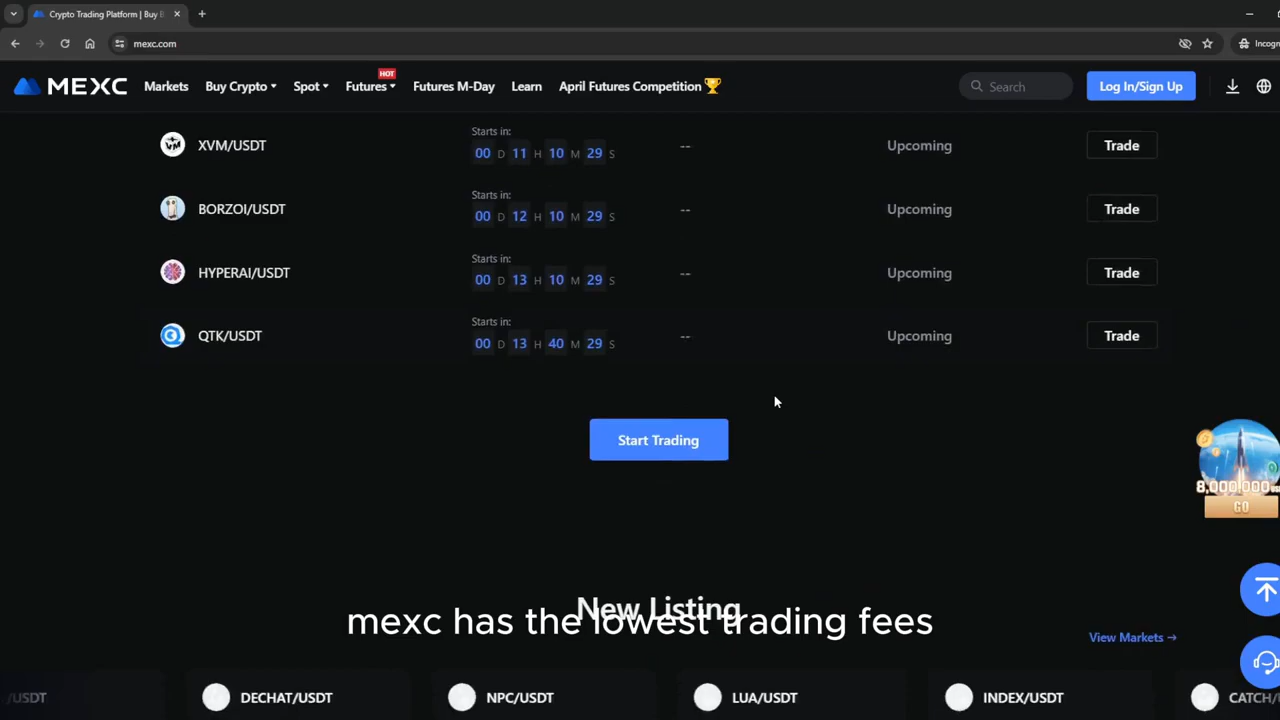 Crypto Trading Platform | Buy B
mexc.com
Incogn
MEXC
Markets
Buy Crypto
Spot
HOT
Futures
Futures M-Day
Learn
April Futures Competition
Search
Log In/Sign Up
XVM/USDT
Starts in:
00 D 11 H 10 M 29 S
--
Upcoming
Trade
BORZOI/USDT
Starts in:
00 D 12 H 10 M 29 S
--
Upcoming
Trade
HYPERAI/USDT
Starts in:
00 D 13 H 10 M 29 S
--
Upcoming
Trade
QTK/USDT
Starts in:
00 D 13 H 40 M 29 S
--
Upcoming
Trade
Start Trading
8,000,000
GO
New Listing
mexc has the lowest trading fees
View Markets →
/USDT
DECHAT/USDT
NPC/USDT
LUA/USDT
INDEX/USDT
CATCH/